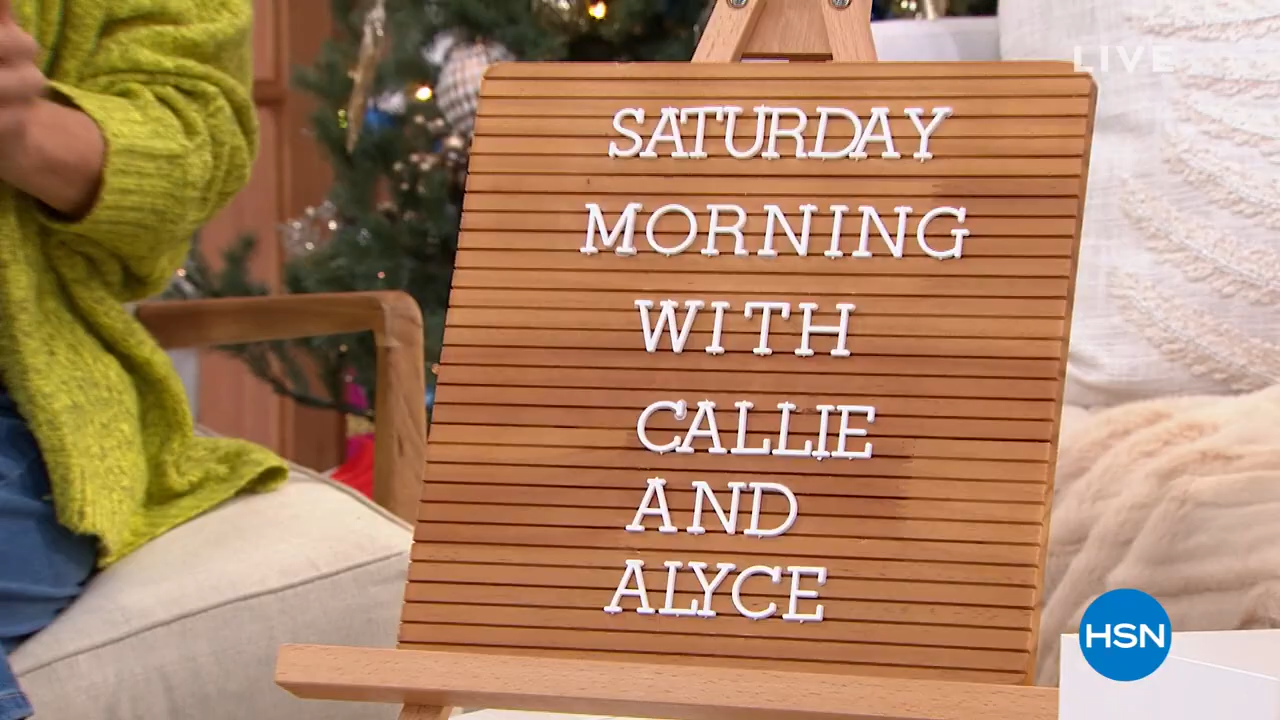 LIVE
SATURDAY
MORNING
WITH
CALLIE
AND
ALYCE
HSN